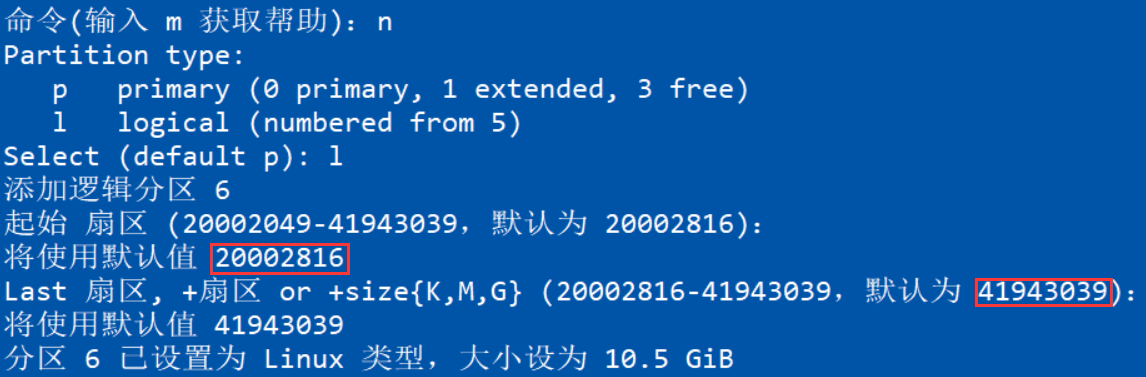 命令(输入 m 获取帮助)：n
Partition type:
   p   primary (0 primary, 1 extended, 3 free)
   l   logical (numbered from 5)
Select (default p): l
添加逻辑分区 6
起始 扇区 (20002049-41943039，默认为 20002816)：
将使用默认值 20002816
Last 扇区, +扇区 or +size{K,M,G} (20002816-41943039，默认为 41943039)：
将使用默认值 41943039
分区 6 已设置为 Linux 类型，大小设为 10.5 GiB